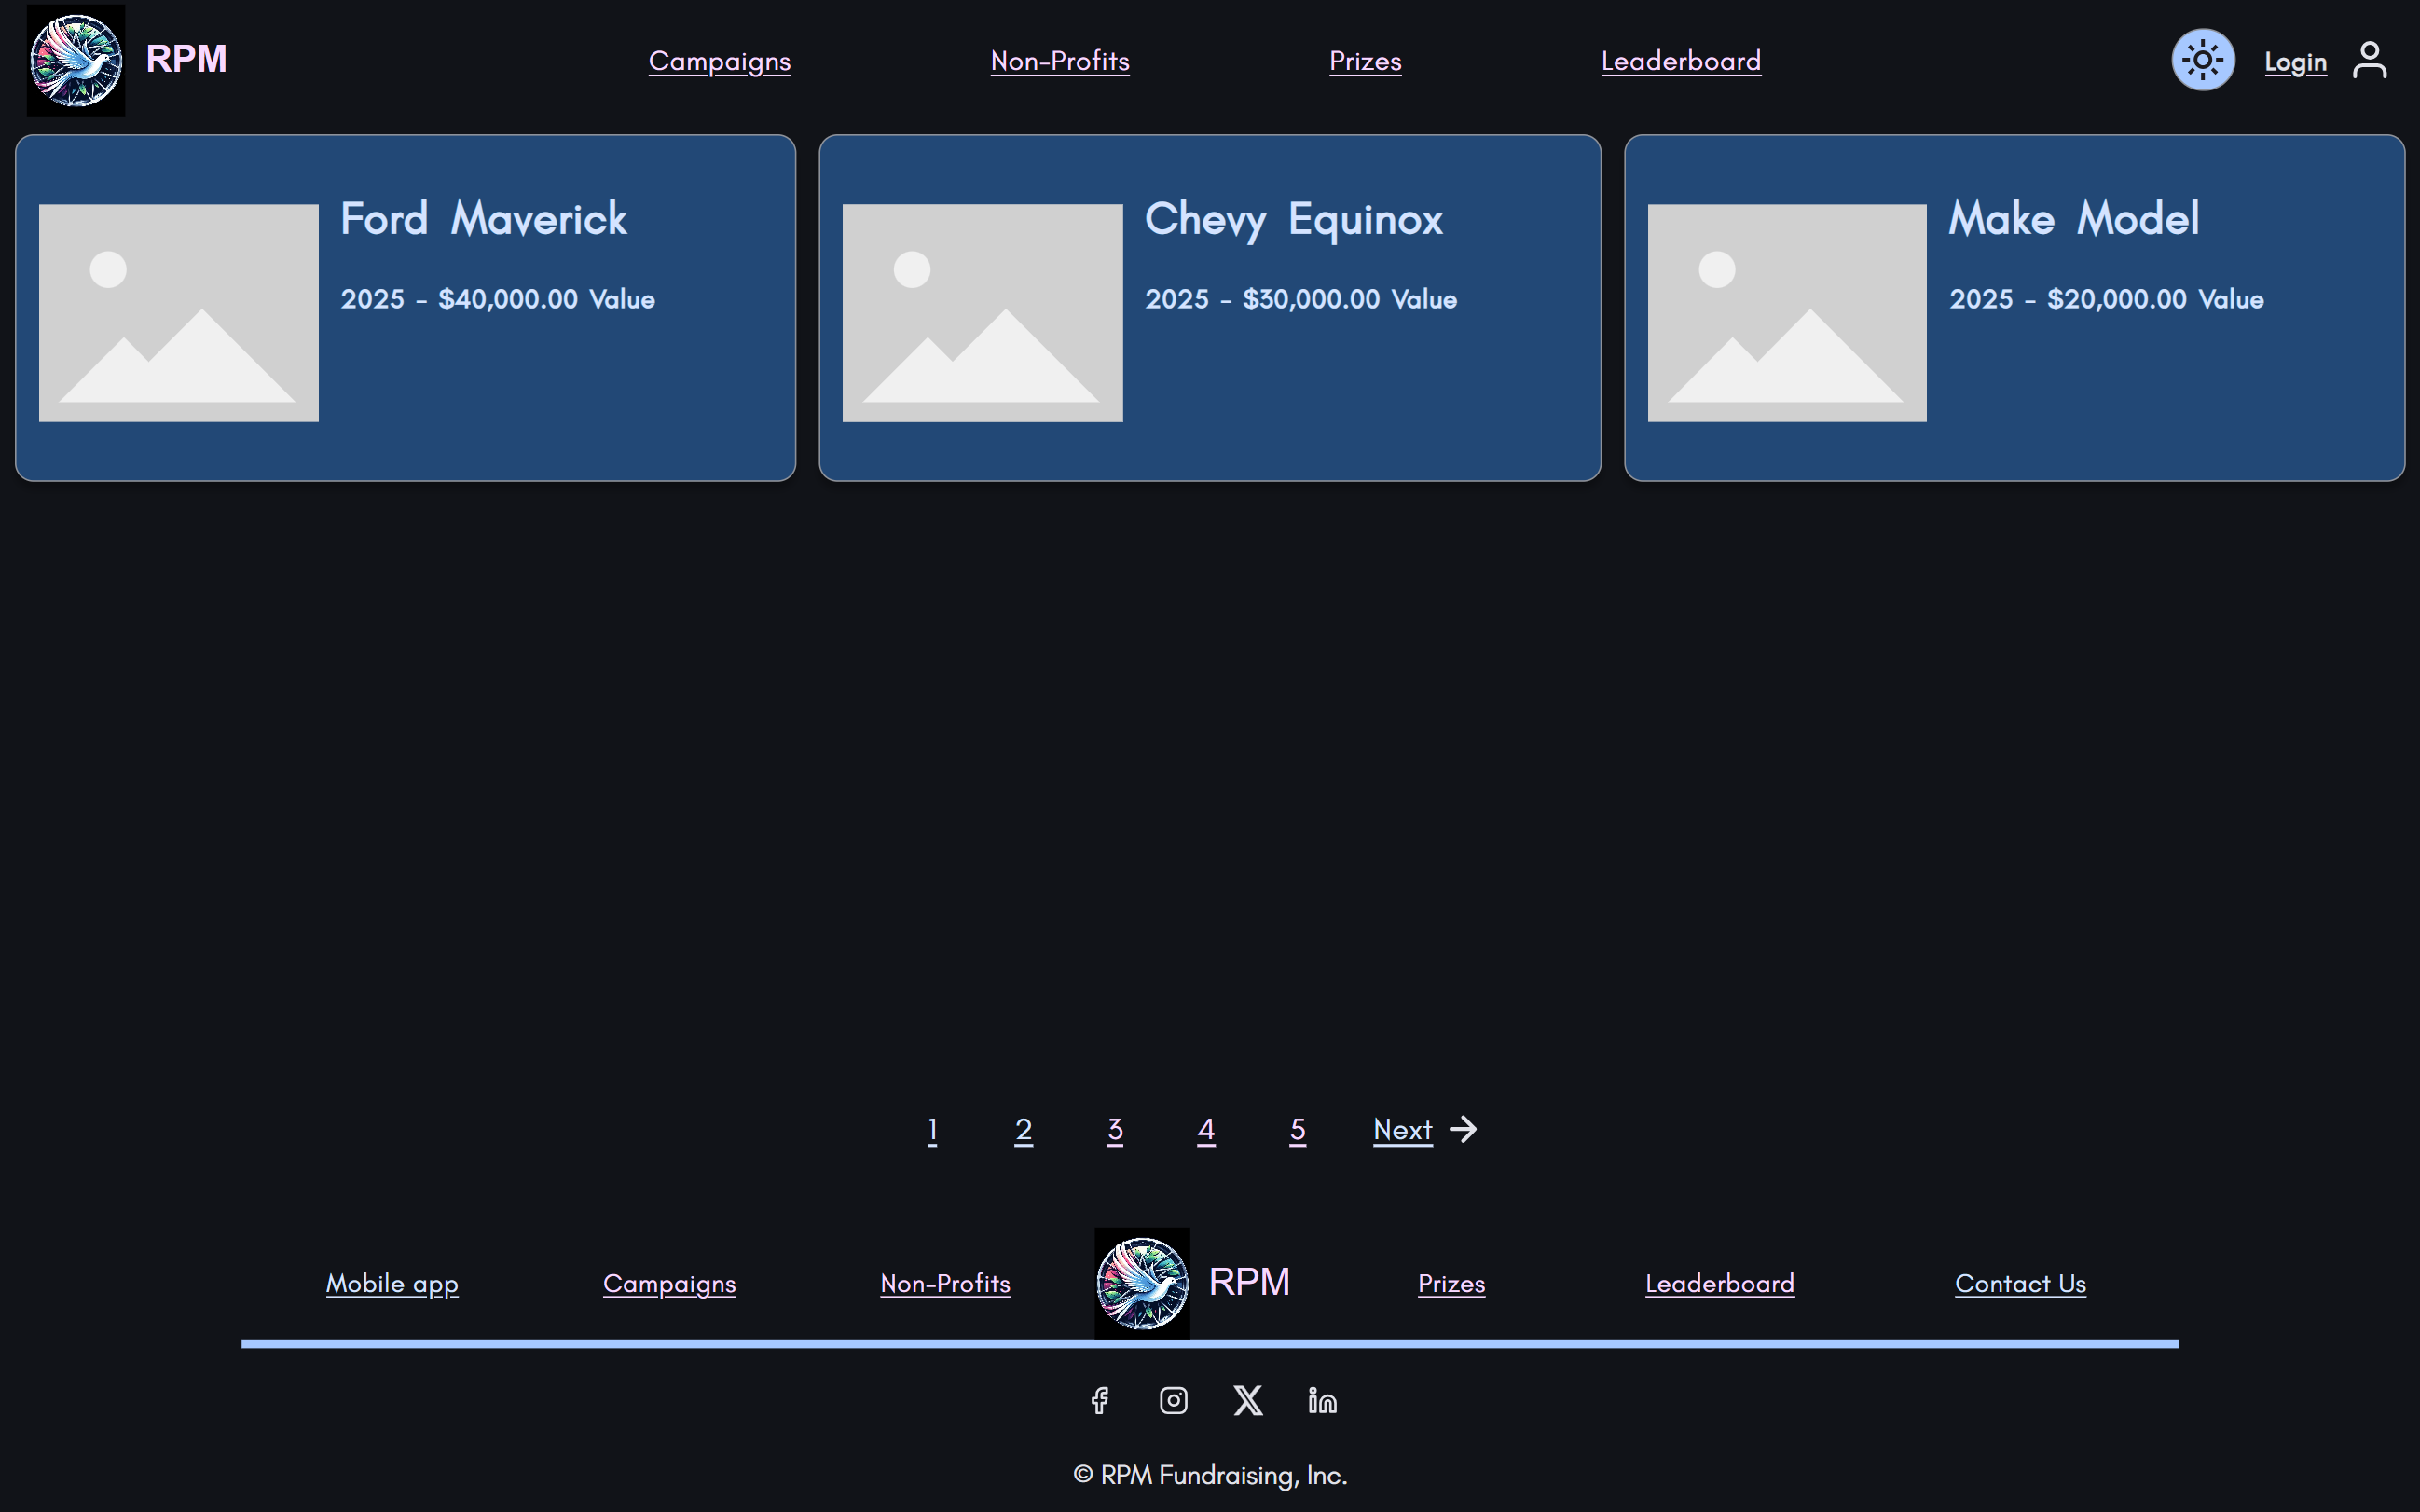 RPM
Campaigns Non-Profits Prizes Leaderboard
Login
Ford Maverick
2025 - $40,000.00 Value
Chevy Equinox
2025 - $30,000.00 Value
Make Model
2025 - $20,000.00 Value
1 2 3 4 5 Next
Mobile app Campaigns Non-Profits RPM Prizes Leaderboard Contact Us
© RPM Fundraising, Inc.